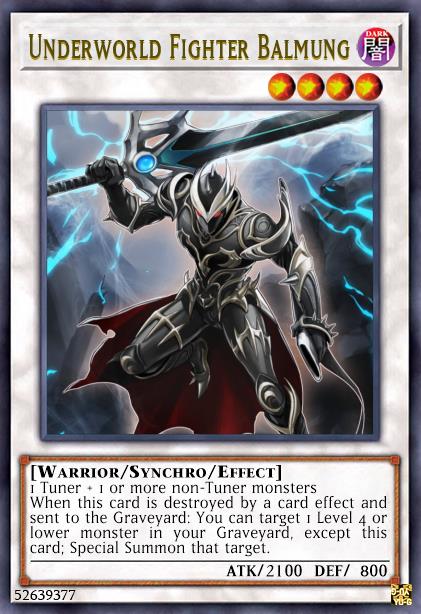 Underworld Fighter Balmung
DARK
闇
[Warrior/Synchro/Effect]
1 Tuner + 1 or more non-Tuner monsters
When this card is destroyed by a card effect and
sent to the Graveyard: You can target 1 Level 4 or
lower monster in your Graveyard, except this
card; Special Summon that target.
ATK/2100 DEF/ 800
52639377